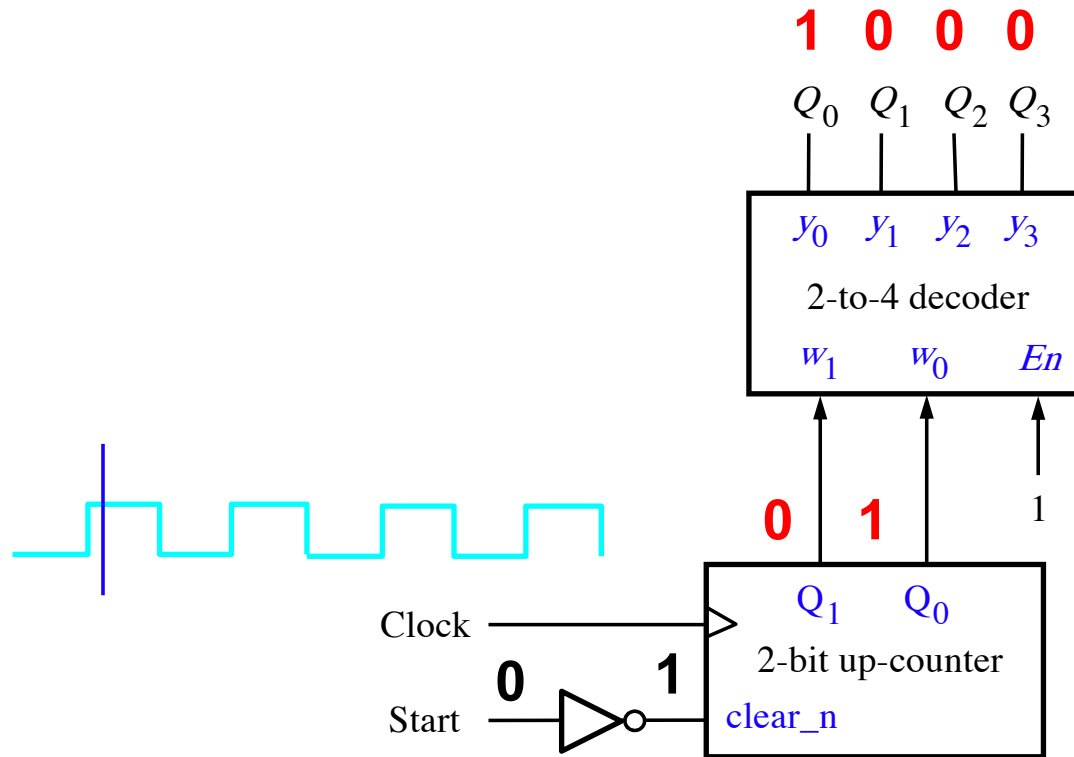 1 0 0 0
Q0 Q1 Q2 Q3
y0 y1 y2 y3
2-to-4 decoder
w1 w0 En
0 1 1
Q1 Q0
Clock
2-bit up-counter
0 1
Start clear_n